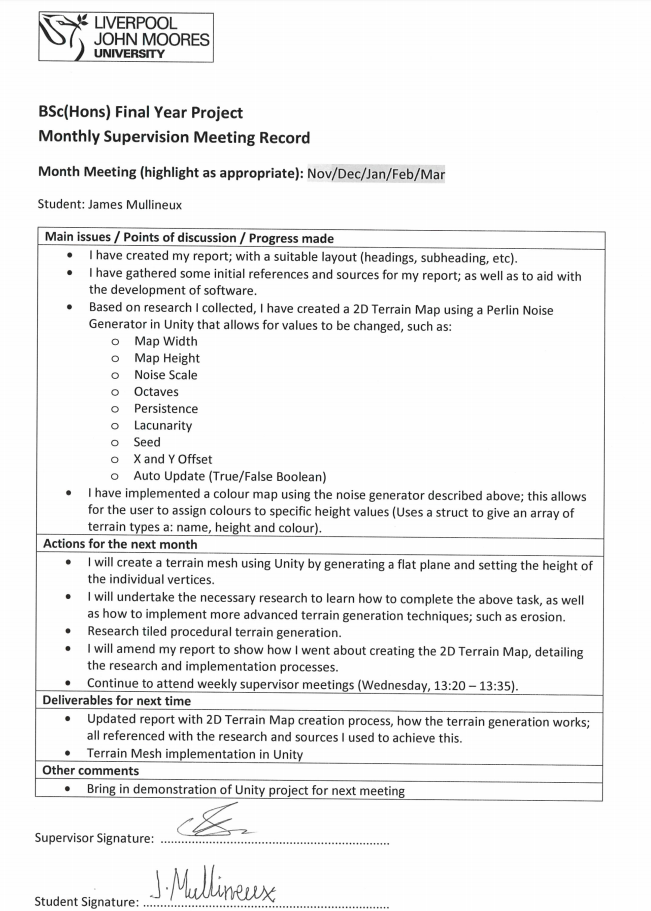 LIVERPOOL
JOHN MOORES
UNIVERSITY
BSc(Hons) Final Year Project
Monthly Supervision Meeting Record
Month Meeting (highlight as appropriate): Nov/Dec/Jan/Feb/Mar
Student: James Mullineux
Main issues / Points of discussion / Progress made
• I have created my report; with a suitable layout (headings, subheading, etc).
• I have gathered some initial references and sources for my report; as well as to aid with
the development of software.
• Based on research I collected, I have created a 2D Terrain Map using a Perlin Noise
Generator in Unity that allows for values to be changed, such as:
o Map Width
o Map Height
o Noise Scale
o Octaves
o Persistence
o Lacunarity
o Seed
o X and Y Offset
o Auto Update (True/False Boolean)
• I have implemented a colour map using the noise generator described above; this allows
for the user to assign colours to specific height values (Uses a struct to give an array of
terrain types a: name, height and colour).
Actions for the next month
• I will create a terrain mesh using Unity by generating a flat plane and setting the height of
the individual vertices.
• I will undertake the necessary research to learn how to complete the above task, as well
as how to implement more advanced terrain generation techniques; such as erosion.
• Research tiled procedural terrain generation.
• I will amend my report to show how I went about creating the 2D Terrain Map, detailing
the research and implementation processes.
• Continue to attend weekly supervisor meetings (Wednesday, 13:20 – 13:35).
Deliverables for next time
• Updated report with 2D Terrain Map creation process, how the terrain generation works;
all referenced with the research and sources I used to achieve this.
• Terrain Mesh implementation in Unity
Other comments
• Bring in demonstration of Unity project for next meeting
Supervisor Signature: ........................................................
Student Signature: J.Mullineux